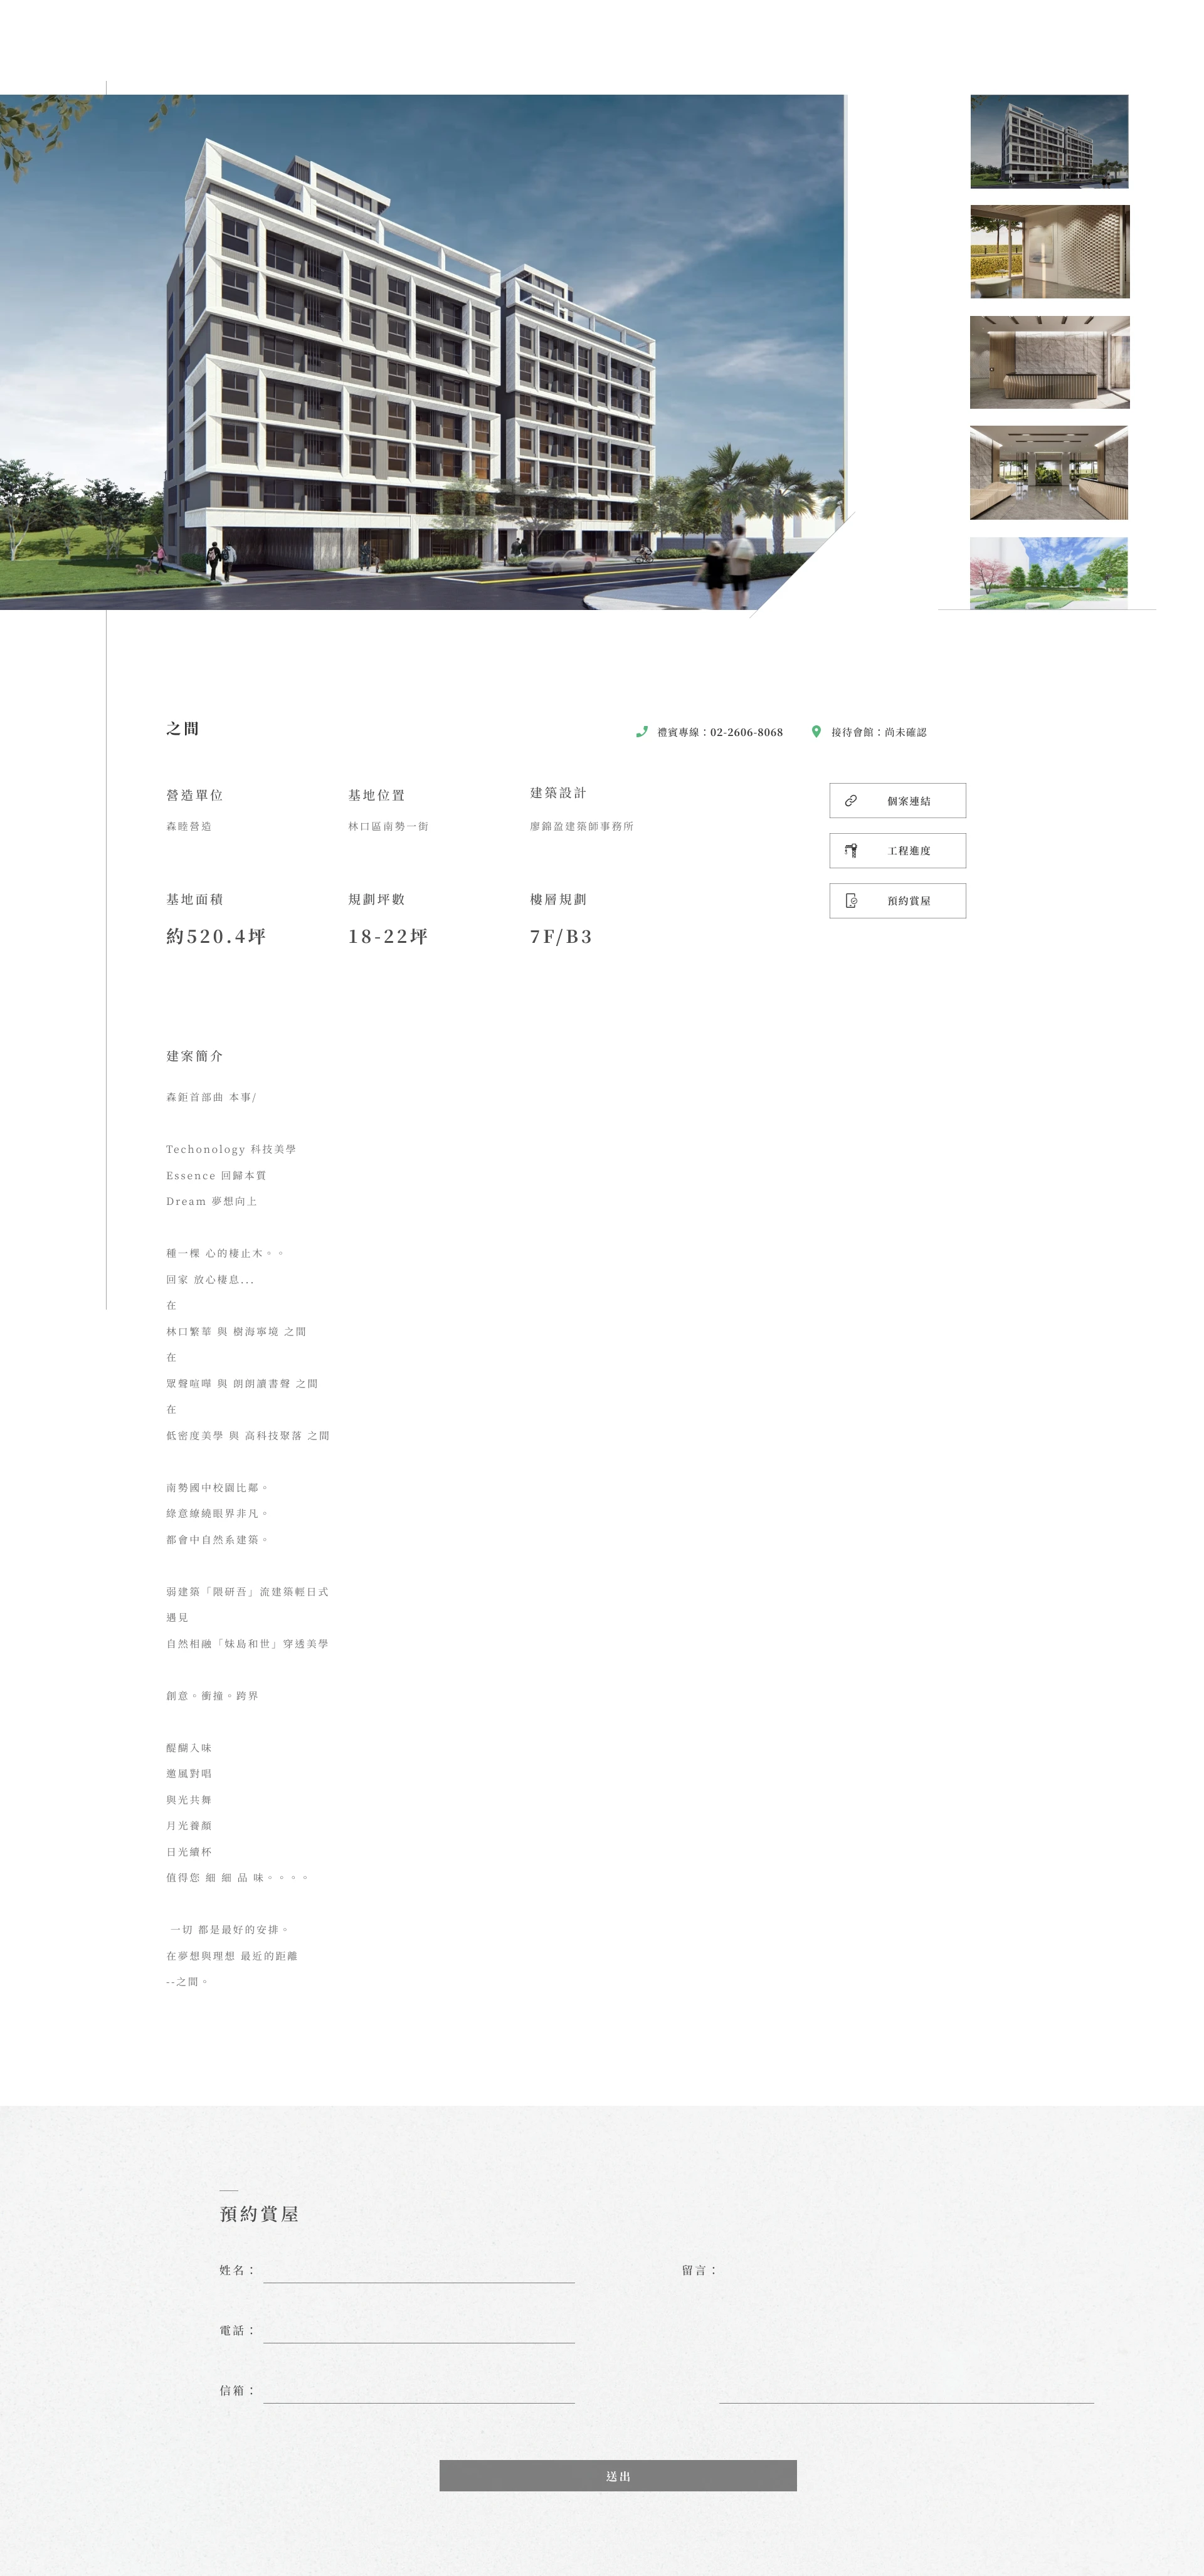 之間
禮賓專線：02-2606-8068
接待會館：尚未確認
營造單位
森睦營造
基地位置
林口區南勢一街
建築設計
廖錦盈建築師事務所
個案連結
工程進度
預約賞屋
基地面積
約520.4坪
規劃坪數
18-22坪
樓層規劃
7F/B3
建案簡介
森鉅首部曲 本事/
Techonology 科技美學
Essence 回歸本質
Dream 夢想向上
種一棵 心的棲止木。。
回家 放心棲息...
在
林口繁華 與 樹海寧境 之間
在
眾聲喧嘩 與 朗朗讀書聲 之間
在
低密度美學 與 高科技聚落 之間
南勢國中校園比鄰。
綠意繚繞眼界非凡。
都會中自然系建築。
弱建築「隈研吾」流建築輕日式
遇見
自然相融「妹島和世」穿透美學
創意。衝撞。跨界
醍醐入味
邀風對唱
與光共舞
月光養顏
日光續杯
值得您 細 細 品 味。。。。
一切 都是最好的安排。
在夢想與理想 最近的距離
--之間。
預約賞屋
姓名：
留言：
電話：
信箱：
送出